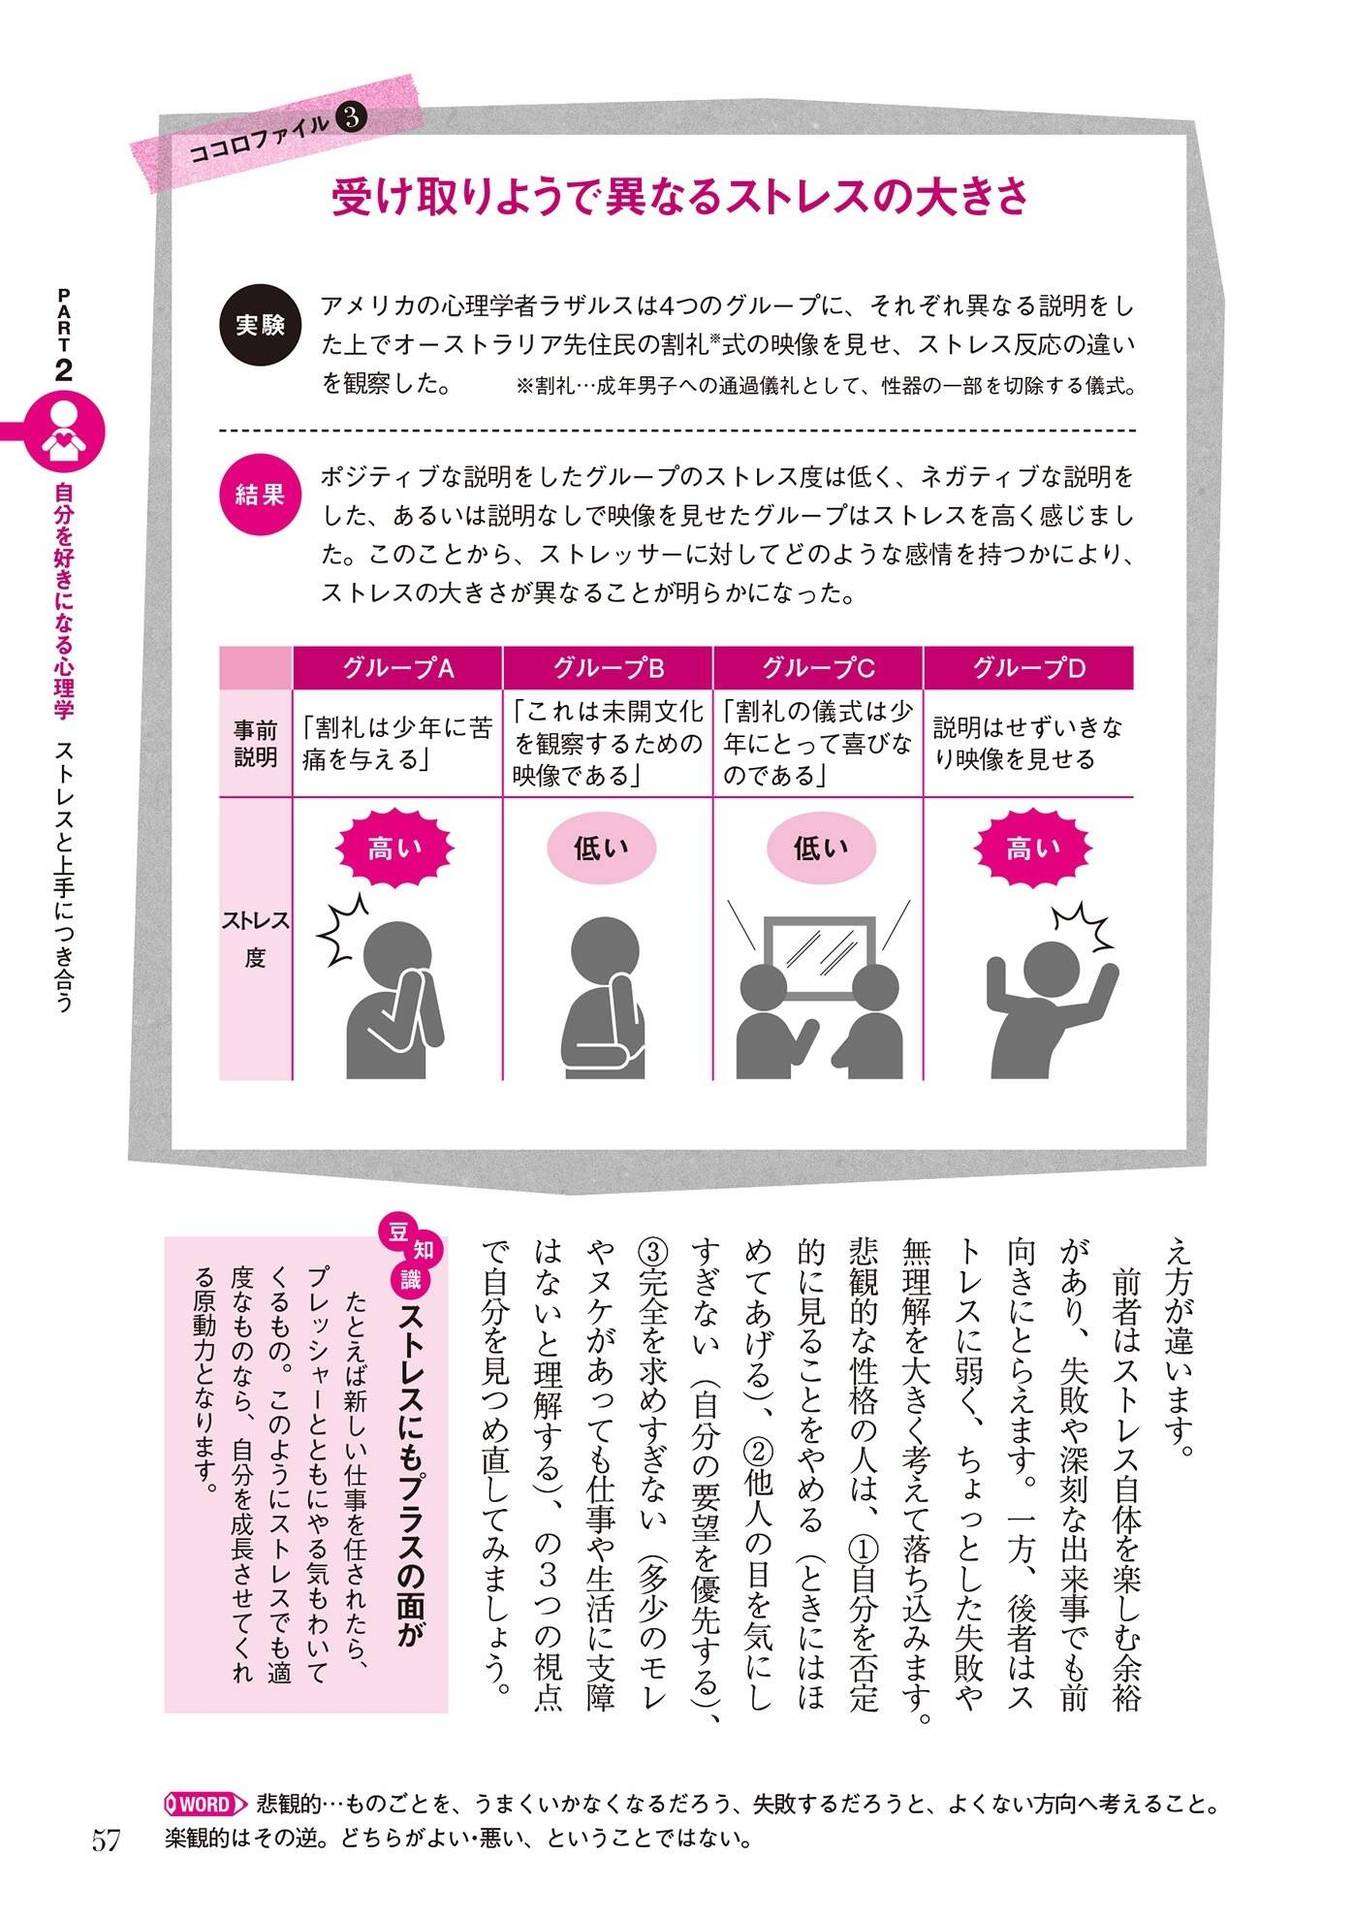 ココロファイル3
受け取りようで異なるストレスの大きさ
実験
アメリカの心理学者ラザルスは4つのグループに、それぞれ異なる説明をし
た上でオーストラリア先住民の割礼※式の映像を見せ、ストレス反応の違い
を観察した。 ※割礼…成年男子への通過儀礼として、性器の一部を切除する儀式。
結果
ポジティブな説明をしたグループのストレス度は低く、ネガティブな説明を
した、あるいは説明なしで映像を見せたグループはストレスを高く感じまし
た。このことから、ストレッサーに対してどのような感情を持つかにより、
ストレスの大きさが異なることが明らかになった。
グループA グループB グループC グループD
事前
説明
「割礼は少年に苦
痛を与える」
「これは未開文化
を観察するための
映像である」
「割礼の儀式は少
年にとって喜びな
のである」
説明はせずいきな
り映像を見せる
ストレス
度
高い 低い 低い 高い
PART2
自分を好きになる心理学 ストレスと上手につき合う
え方が違います。
前者はストレス自体を楽しむ余裕
があり、失敗や深刻な出来事でも前
向きにとらえます。一方、後者はス
トレスに弱く、ちょっとした失敗や
無理解を大きく考えて落ち込みます。
悲観的な性格の人は、①自分を否定
的に見ることをやめる（ときにはほ
めてあげる）、②他人の目を気にし
すぎない（自分の要望を優先する）、
③完全を求めすぎない（多少のモレ
やヌケがあっても仕事や生活に支障
はないと理解する）、の3つの視点
で自分を見つめ直してみましょう。
豆知識
ストレスにもプラスの面が
たとえば新しい仕事を任されたら、
プレッシャーとともにやる気もわいて
くるもの。このようにストレスでも適
度なものなら、自分を成長させてくれ
る原動力となります。
WORD 悲観的…ものごとを、うまくいかなくなるだろう、失敗するだろうと、よくない方向へ考えること。
楽観的はその逆。どちらがよい・悪い、ということではない。
57